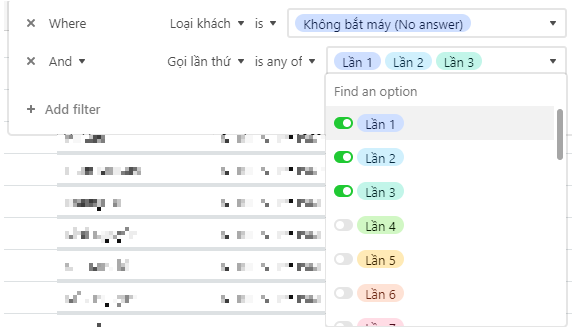 Where Loại khách is Không bắt máy (No answer)
And Gọi lần thứ is any of Lần 1 Lần 2 Lần 3
Find an option
Add filter
Lần 1
Lần 2
Lần 3
Lần 4
Lần 5
Lần 6